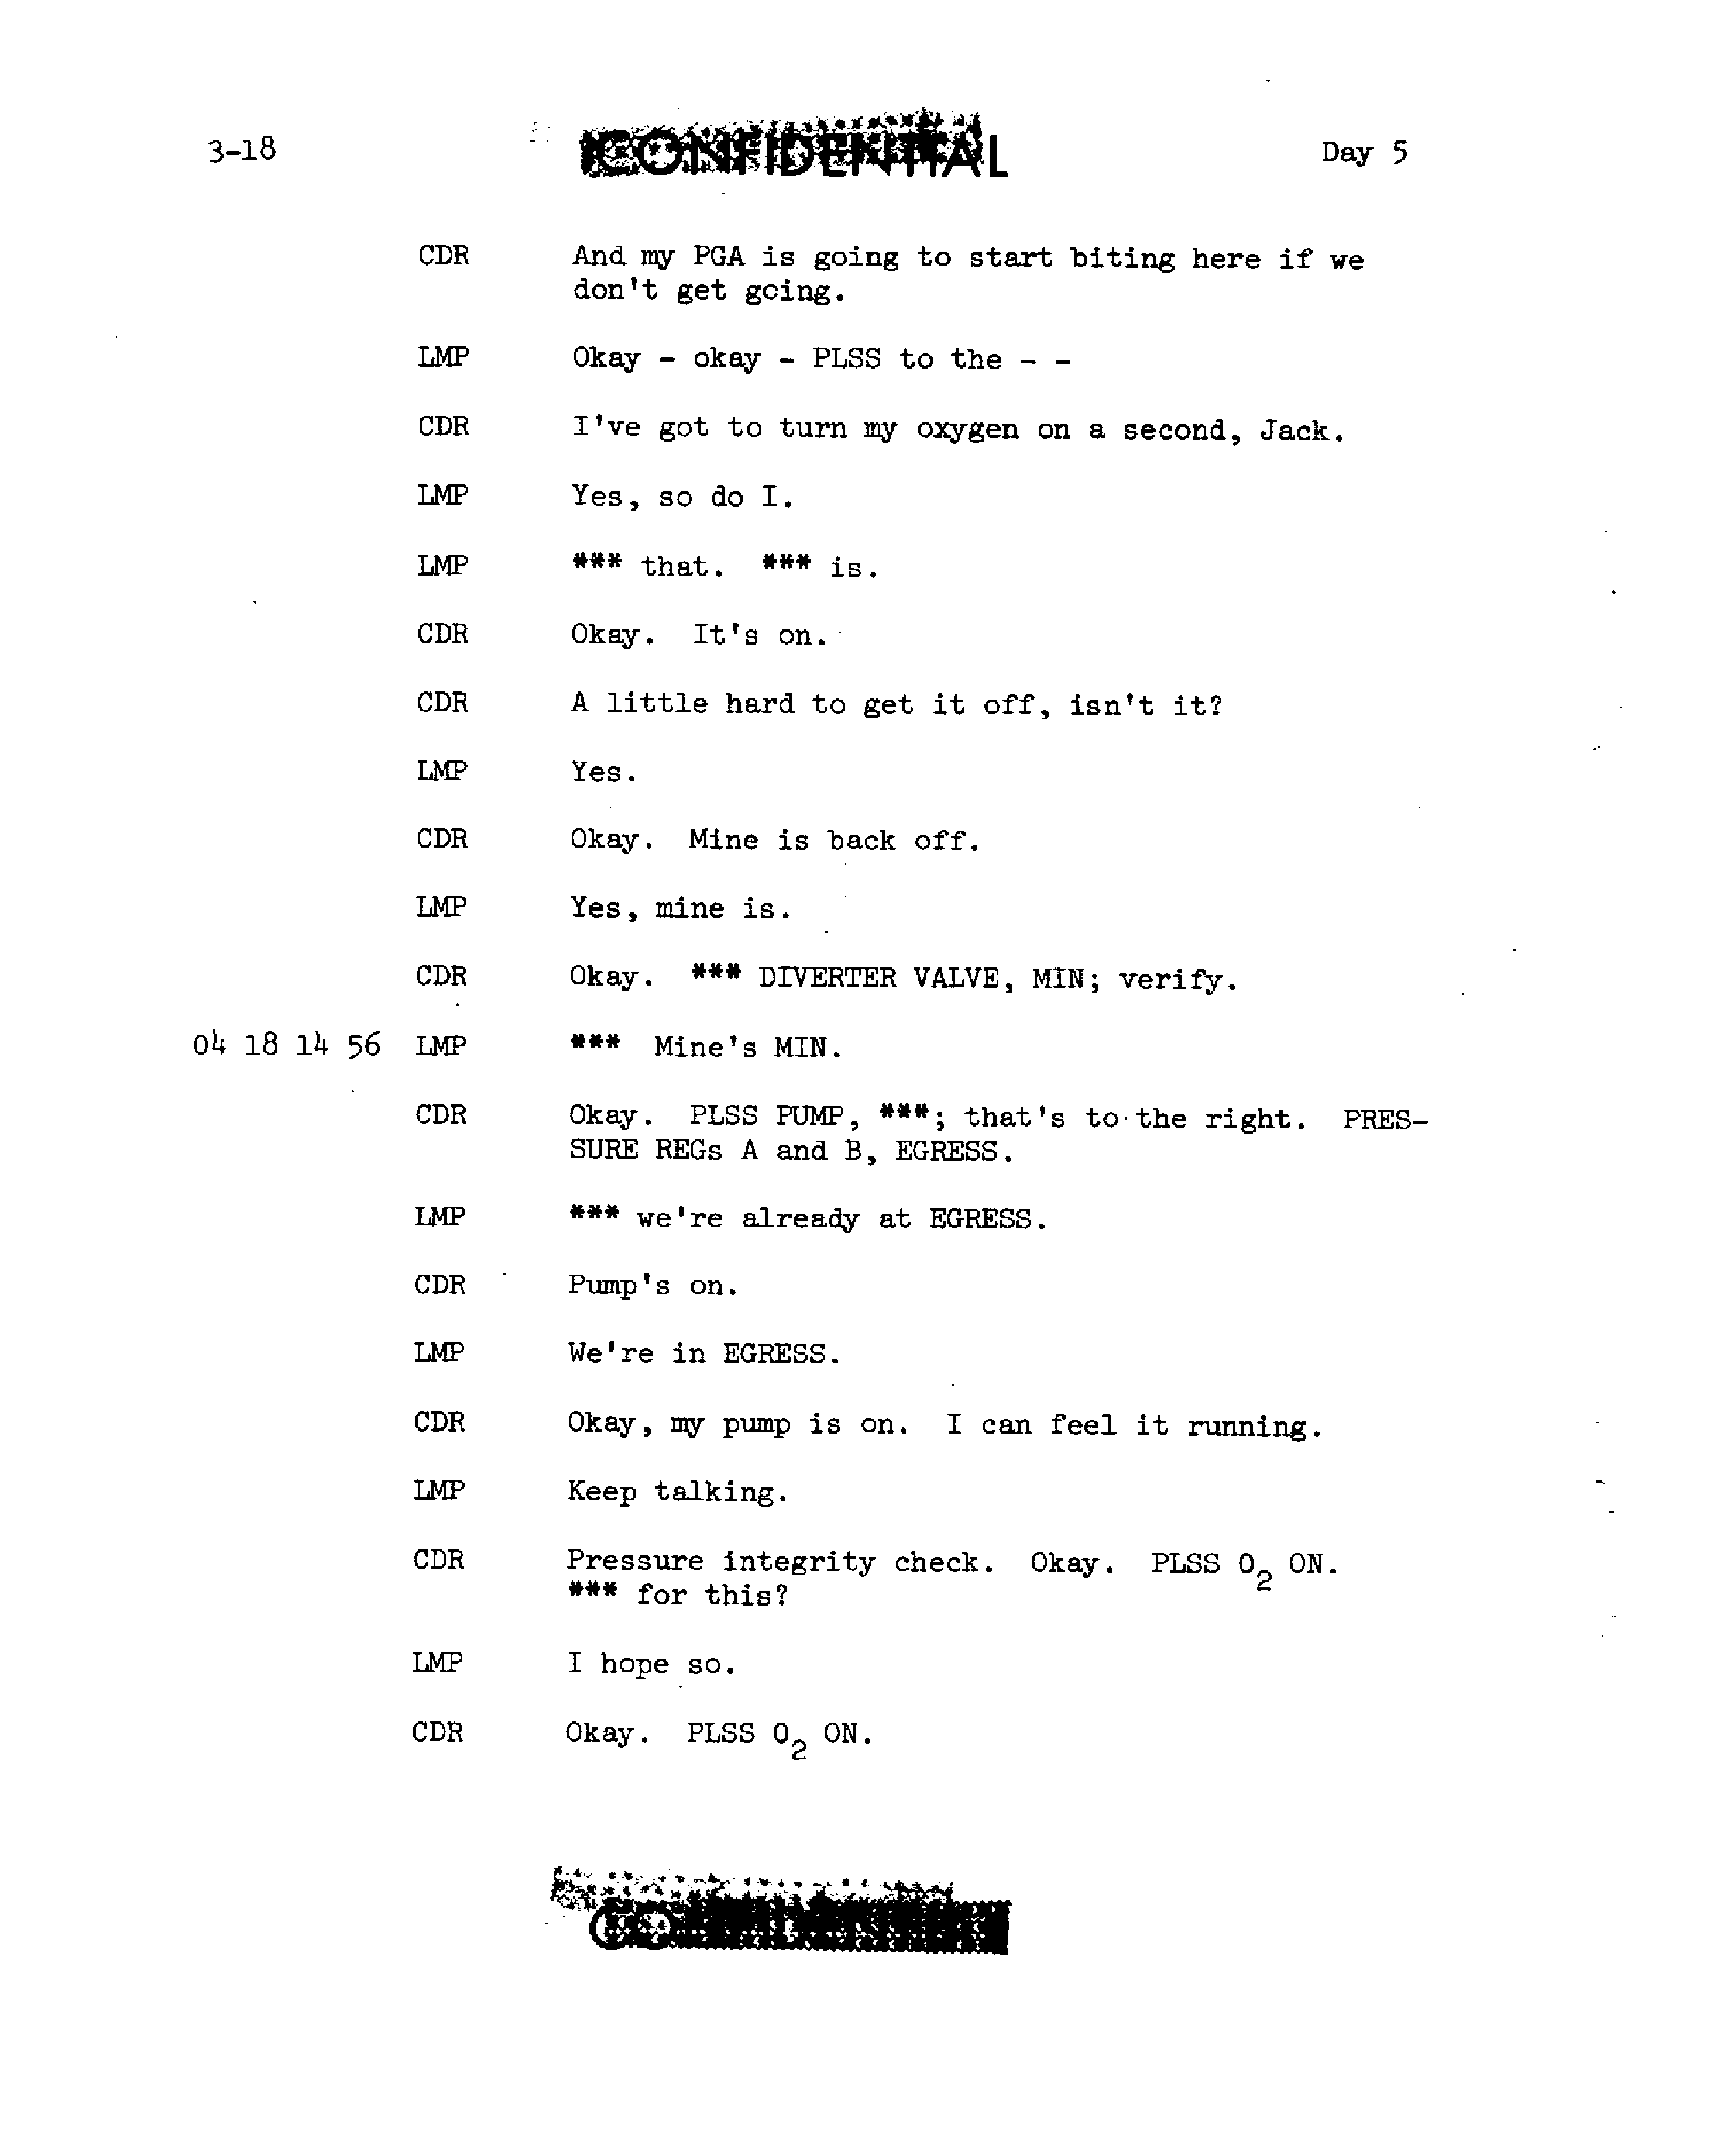 3-18 CONFIDENTIAL Day 5
CDR And my PGA is going to start biting here if we
don't get going.
LMP Okay - okay - PLSS to the - -
CDR I've got to turn my oxygen on a second, Jack.
LMP Yes, so do I.
LMP *** that. *** is.
CDR Okay. It's on.
CDR A little hard to get it off, isn't it?
LMP Yes.
CDR Okay. Mine is back off.
LMP Yes, mine is.
CDR Okay. *** DIVERTER VALVE, MIN; verify.
04 18 14 56 LMP *** Mine's MIN.
CDR Okay. PLSS PUMP, ***; that's to the right. PRES-
SURE REGs A and B, EGRESS.
LMP *** we're already at EGRESS.
CDR Pump's on.
LMP We're in EGRESS.
CDR Okay, my pump is on. I can feel it running.
LMP Keep talking.
CDR Pressure integrity check. Okay. PLSS O2 ON.
*** for this?
LMP I hope so.
CDR Okay. PLSS O2 ON.
CONFIDENTIAL